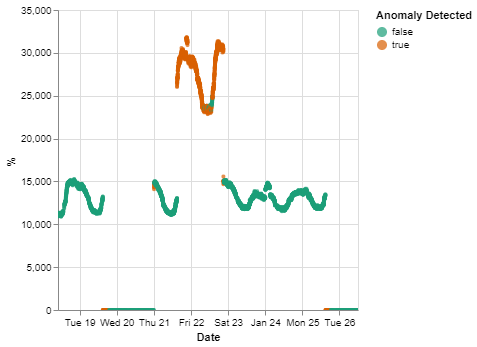 35,000
30,000
25,000
20,000
15,000
10,000
5,000
0
%
Tue 19 Wed 20 Thu 21 Fri 22 Sat 23 Jan 24 Mon 25 Tue 26
Date
Anomaly Detected
false
true